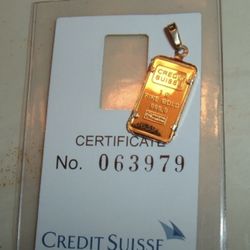 CREDIT
SUISSE
FINE GOLD
999.9
CERTIFICATE
No. 063979
CREDIT SUISSE